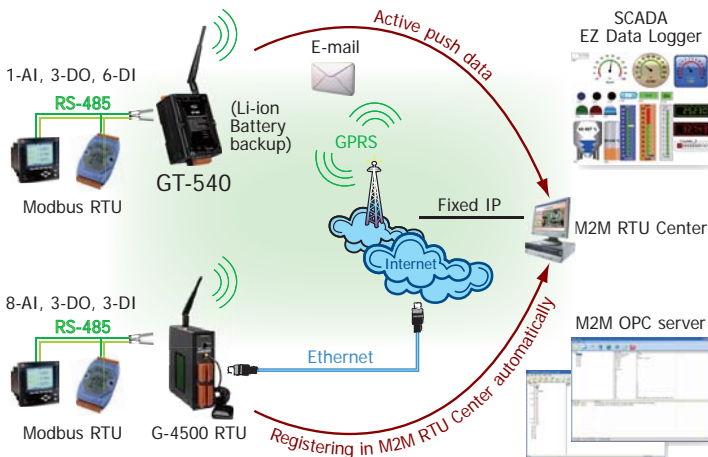 SCADA
EZ Data Logger
Active push data
E-mail
1-AI, 3-DO, 6-DI
RS-485
(Li-ion
Battery
backup)
GPRS
GT-540
Modbus RTU
Fixed IP
M2M RTU Center
Internet
8-AI, 3-DO, 3-DI
RS-485
M2M OPC server
Ethernet
Modbus RTU
G-4500 RTU
Registering in M2M RTU Center automatically